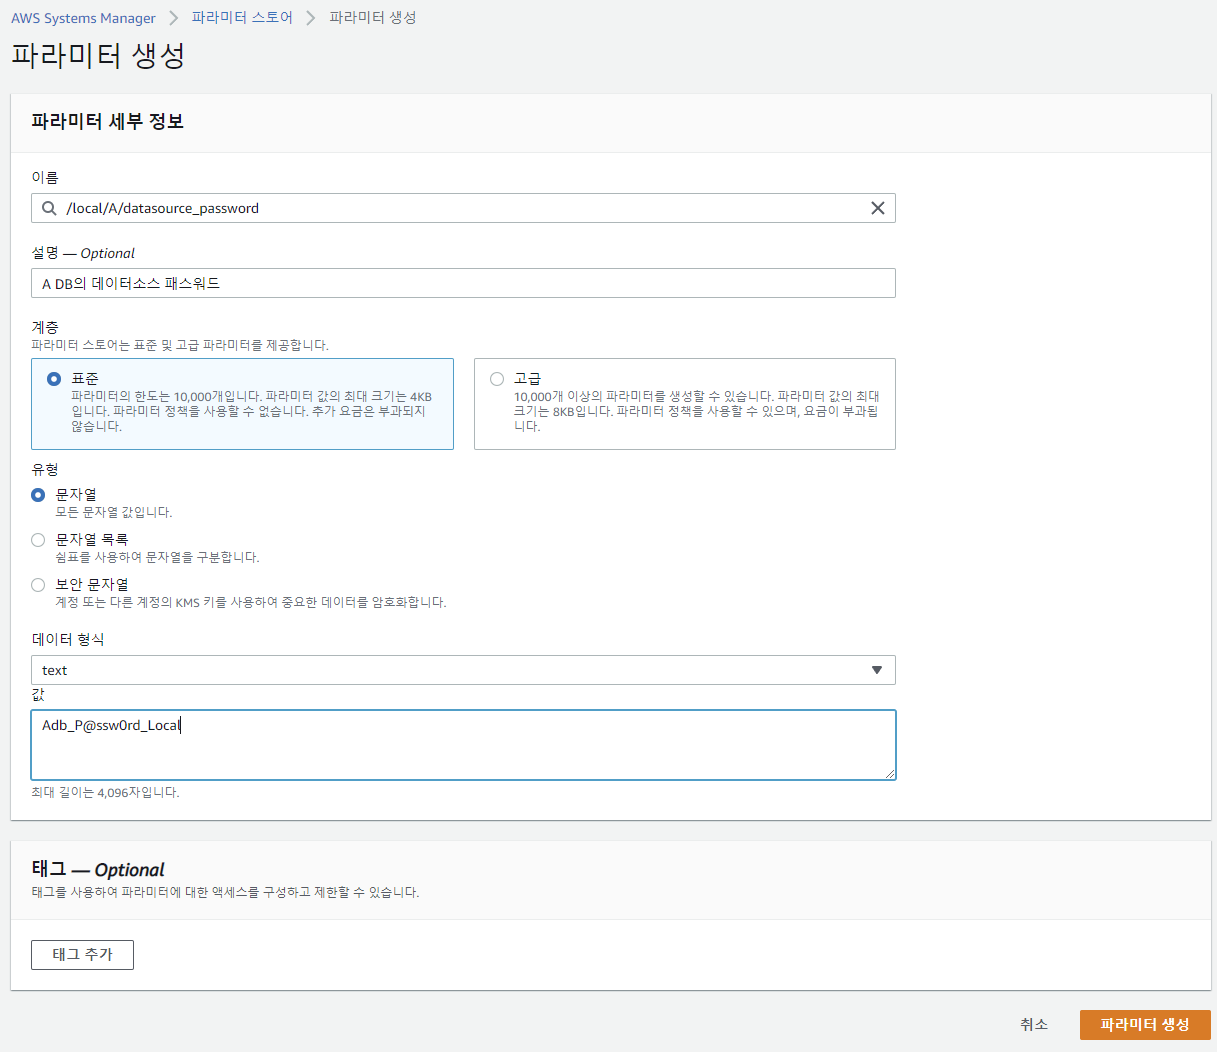 AWS Systems Manager > 파라미터 스토어 > 파라미터 생성
파라미터 생성
파라미터 세부 정보
이름
/local/A/datasource_password
설명 — Optional
A DB의 데이터소스 패스워드
계층
파라미터 스토어는 표준 및 고급 파라미터를 제공합니다.
표준
파라미터의 한도는 10,000개입니다. 파라미터 값의 최대 크기는 4KB
입니다. 파라미터 정책을 사용할 수 없습니다. 추가 요금은 부과되지
않습니다.
고급
10,000개 이상의 파라미터를 생성할 수 있습니다. 파라미터 값의 최대
크기는 8KB입니다. 파라미터 정책을 사용할 수 있으며, 요금이 부과됩
니다.
유형
문자열
모든 문자열 값입니다.
문자열 목록
쉼표를 사용하여 문자열을 구분합니다.
보안 문자열
계정 또는 다른 계정의 KMS 키를 사용하여 중요한 데이터를 암호화합니다.
데이터 형식
text
값
Adb_P@ssw0rd_Local
최대 길이는 4,096자입니다.
태그 — Optional
태그를 사용하여 파라미터에 대한 액세스를 구성하고 제한할 수 있습니다.
태그 추가
취소
파라미터 생성